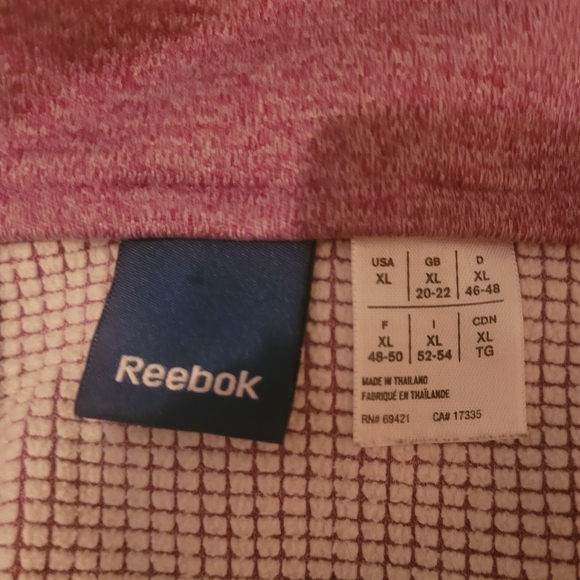 Reebok
USA GB D
XL XL XL
20-22 46-48
F I CDN
XL XL XL
48-50 52-54 TG
MADE IN THAILAND
FABRIQUÉ EN THAÏLANDE
RN# 69421 CA# 17335